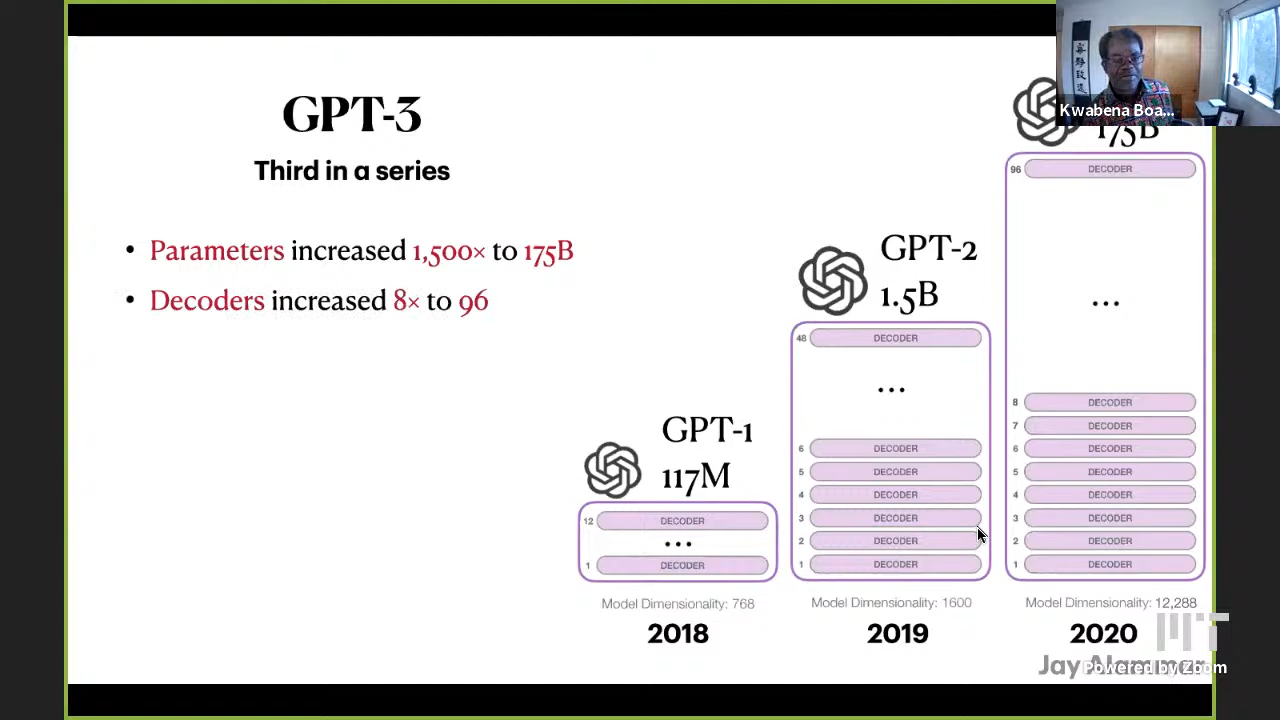 GPT-3
Third in a series
• Parameters increased 1,500× to 175B
• Decoders increased 8× to 96
GPT-1
117M
12 DECODER
...
1 DECODER
Model Dimensionality: 768
2018
GPT-2
1.5B
48 DECODER
...
6 DECODER
5 DECODER
4 DECODER
3 DECODER
2 DECODER
1 DECODER
Model Dimensionality: 1600
2019
175B
96 DECODER
...
8 DECODER
7 DECODER
6 DECODER
5 DECODER
4 DECODER
3 DECODER
2 DECODER
1 DECODER
Model Dimensionality: 12,288
2020
Jay Alammar
Kwabena Boa...
MIT
Powered by Zoom